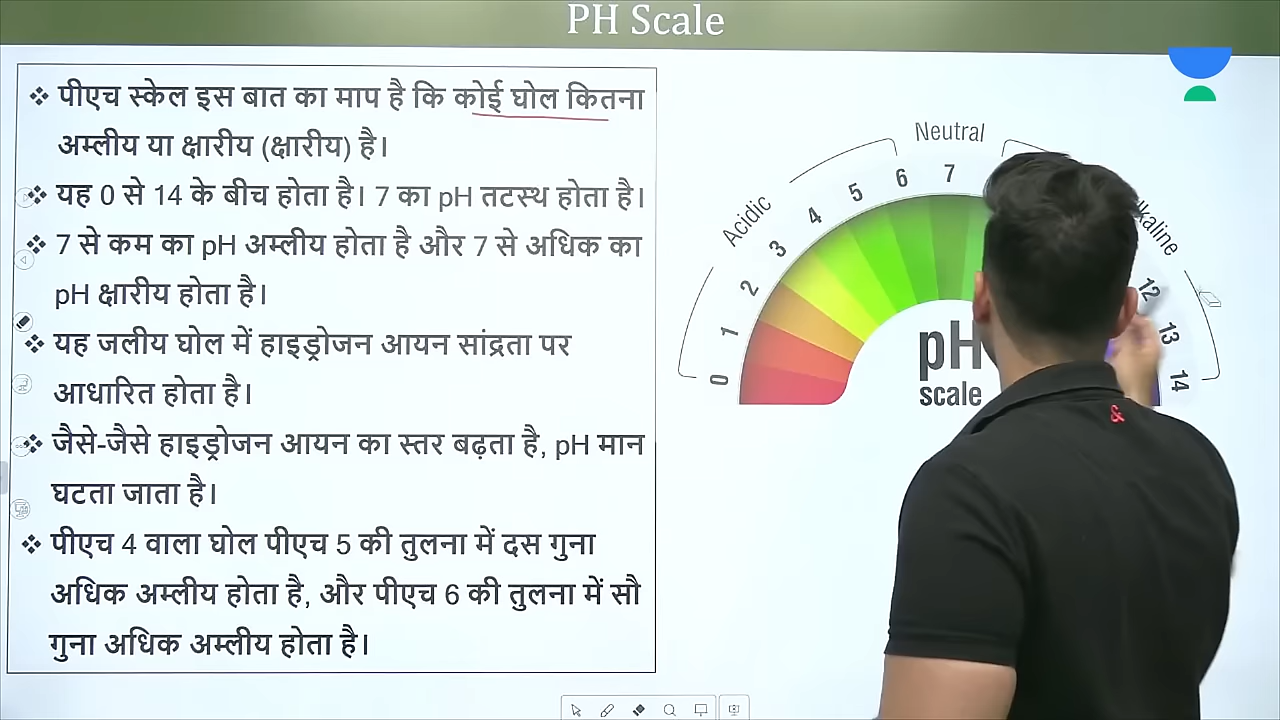 PH Scale
❖ पीएच स्केल इस बात का माप है कि कोई घोल कितना
अम्लीय या क्षारीय (क्षारीय) है।
❖ यह 0 से 14 के बीच होता है। 7 का pH तटस्थ होता है।
❖ 7 से कम का pH अम्लीय होता है और 7 से अधिक का
pH क्षारीय होता है।
❖ यह जलीय घोल में हाइड्रोजन आयन सांद्रता पर
आधारित होता है।
❖ जैसे-जैसे हाइड्रोजन आयन का स्तर बढ़ता है, pH मान
घटता जाता है।
❖ पीएच 4 वाला घोल पीएच 5 की तुलना में दस गुना
अधिक अम्लीय होता है, और पीएच 6 की तुलना में सौ
गुना अधिक अम्लीय होता है।
Acidic
Neutral
0
1
2
3
4
5
6
7
12
13
14
pH
scale
&